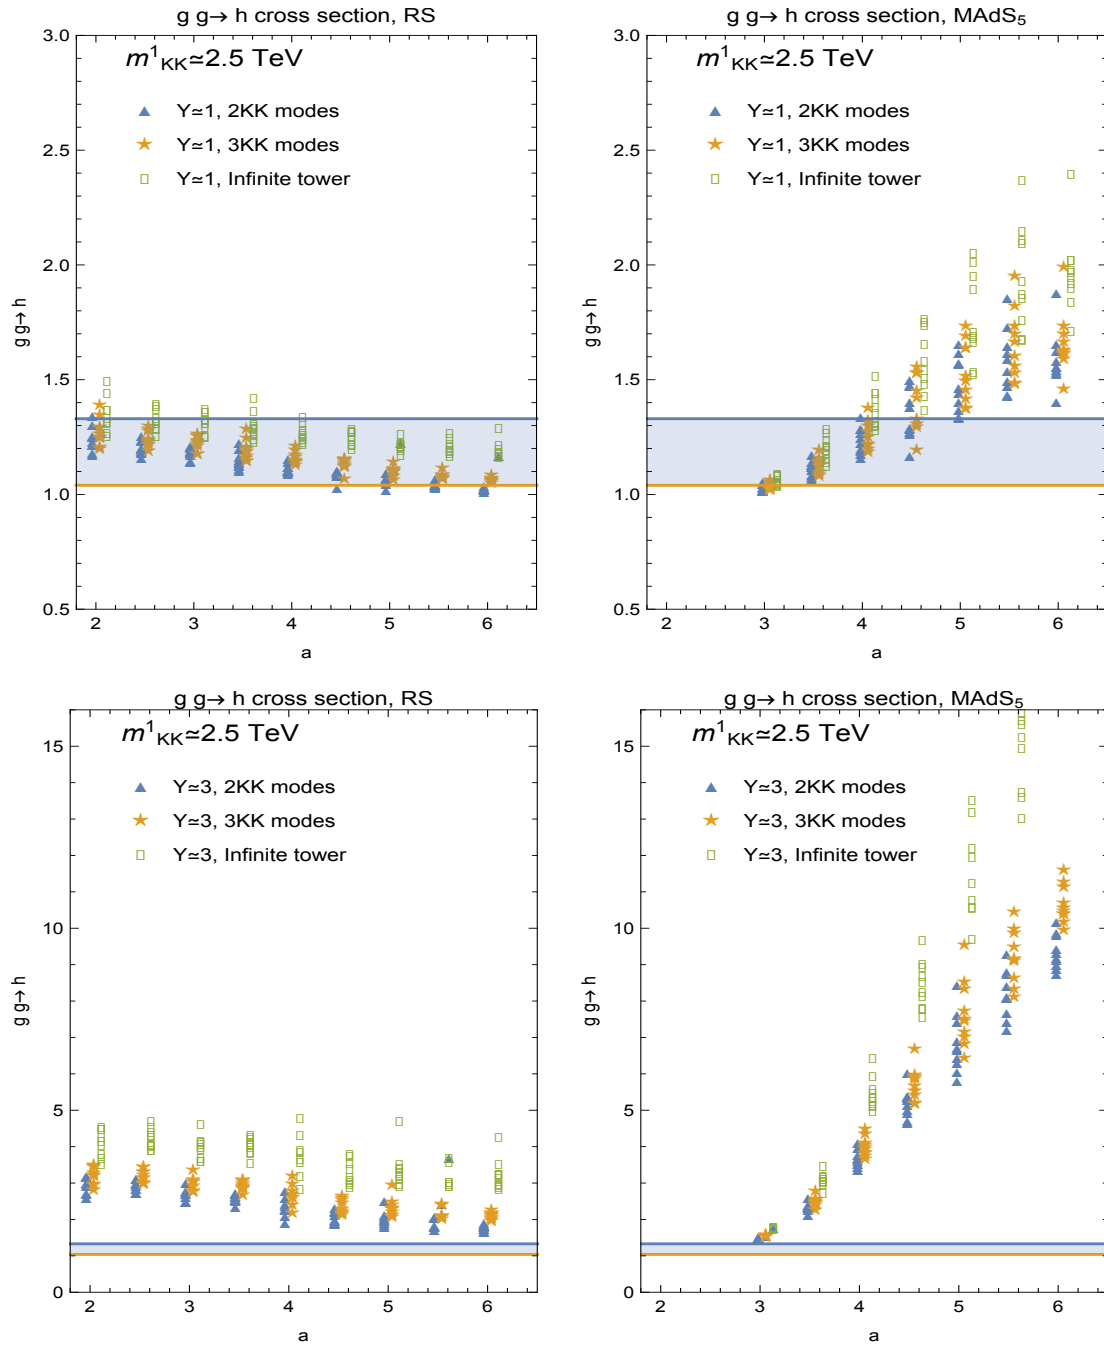 g g→ h cross section, RS
m¹KK≃2.5 TeV
Y≃1, 2KK modes
Y≃1, 3KK modes
Y≃1, Infinite tower
g g→ h
3.0
2.5
2.0
1.5
1.0
0.5
2 3 4 5 6
a
g g→ h cross section, MAdS₅
m¹KK≃2.5 TeV
Y≃1, 2KK modes
Y≃1, 3KK modes
Y≃1, Infinite tower
g g→ h
3.0
2.5
2.0
1.5
1.0
0.5
2 3 4 5 6
a
g g→ h cross section, RS
m¹KK≃2.5 TeV
Y≃3, 2KK modes
Y≃3, 3KK modes
Y≃3, Infinite tower
g g→ h
15
10
5
0
2 3 4 5 6
a
g g→ h cross section, MAdS₅
m¹KK≃2.5 TeV
Y≃3, 2KK modes
Y≃3, 3KK modes
Y≃3, Infinite tower
g g→ h
15
10
5
0
2 3 4 5 6
a